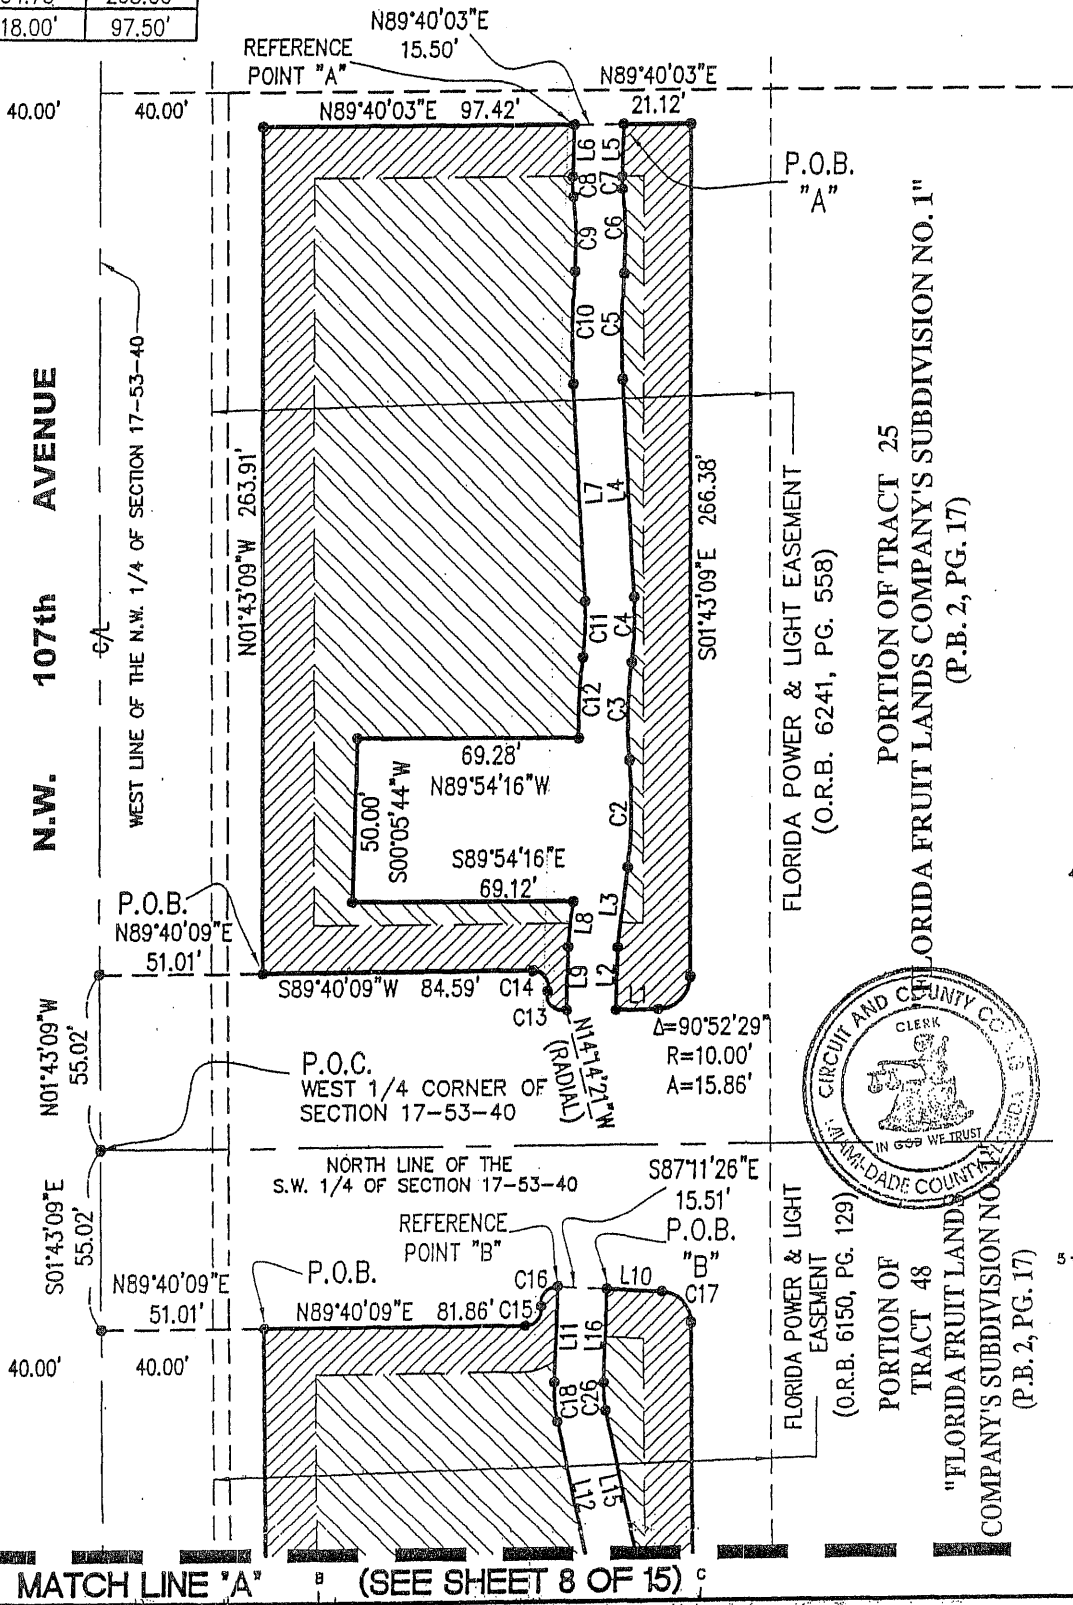 18.00' 97.50'
N89°40'03"E
15.50'
REFERENCE
POINT "A"
N89°40'03"E
21.12'
40.00' 40.00'
N89°40'03"E 97.42'
L6
L5
C8
C7
C9
C6
C10
C5
L7
L4
C11
C4
C12
C3
C2
L8
L3
L9
L2
L1
P.O.B.
"A"
N.W. 107th AVENUE
C/L
WEST LINE OF THE N.W. 1/4 OF SECTION 17-53-40
N01°43'09"W 263.91'
S01°43'09"E 266.38'
FLORIDA POWER & LIGHT EASEMENT
(O.R.B. 6241, PG. 558)
PORTION OF TRACT 25
"FLORIDA FRUIT LANDS COMPANY'S SUBDIVISION NO. 1"
(P.B. 2, PG. 17)
69.28'
N89°54'16"W
50.00'
S00°05'44"W
S89°54'16"E
69.12'
P.O.B.
N89°40'09"E
51.01'
S89°40'09"W 84.59'
C14
C13
N14°14'21"W
(RADIAL)
Δ=90°52'29"
R=10.00'
A=15.86'
N01°43'09"W
55.02'
P.O.C.
WEST 1/4 CORNER OF
SECTION 17-53-40
CIRCUIT AND COUNTY
CLERK
IN GOD WE TRUST
MIAMI-DADE COUNTY FLORIDA
NORTH LINE OF THE
S.W. 1/4 OF SECTION 17-53-40
S87°11'26"E
15.51'
S01°43'09"E
55.02'
REFERENCE
POINT "B"
P.O.B.
"B"
N89°40'09"E
51.01'
P.O.B.
N89°40'09"E 81.86'
C15
C16
L10
C17
L11
L16
C18
C26
L12
L15
40.00' 40.00'
FLORIDA POWER & LIGHT
EASEMENT
(O.R.B. 6150, PG. 129)
PORTION OF
TRACT 48
"FLORIDA FRUIT LANDS
COMPANY'S SUBDIVISION NO.
(P.B. 2, PG. 17)
5
MATCH LINE "A" (SEE SHEET 8 OF 15)
B
C